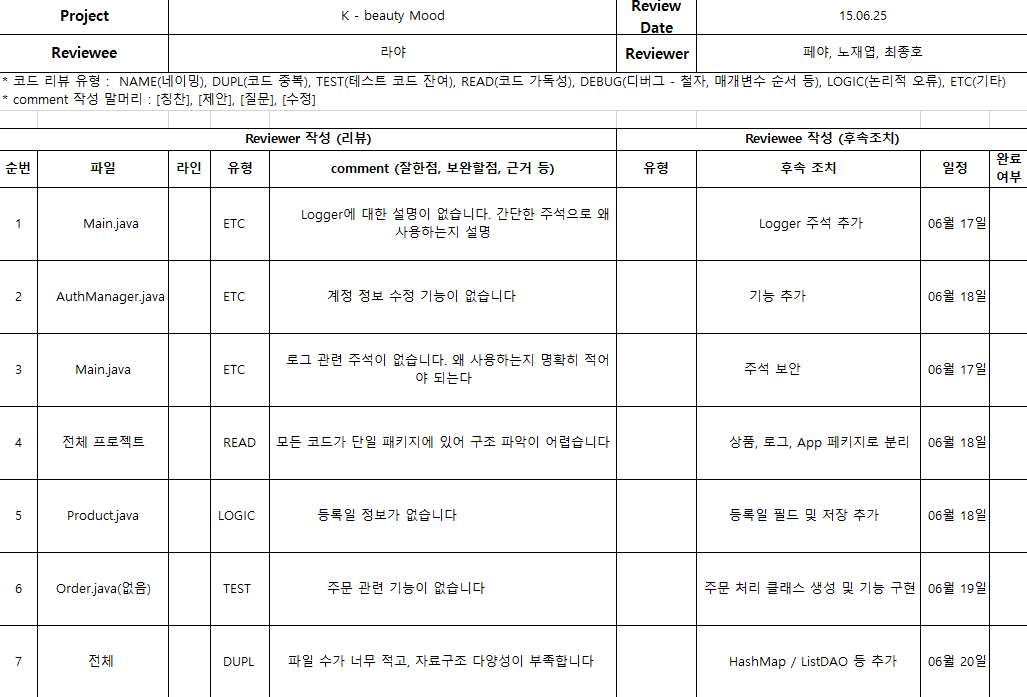 Project K - beauty Mood Review Date 15.06.25
Reviewee 라야 Reviewer 페야, 노재엽, 최종호
* 코드 리뷰 유형 : NAME(네이밍), DUPL(코드 중복), TEST(테스트 코드 잔여), READ(코드 가독성), DEBUG(디버그 - 철자, 매개변수 순서 등), LOGIC(논리적 오류), ETC(기타)
* comment 작성 말머리 : [칭찬], [제안], [질문], [수정]
Reviewer 작성 (리뷰) Reviewee 작성 (후속조치)
순번 파일 라인 유형 comment (잘한점, 보완할점, 근거 등) 유형 후속 조치 일정 완료 여부
1 Main.java ETC Logger에 대한 설명이 없습니다. 간단한 주석으로 왜 사용하는지 설명 Logger 주석 추가 06월 17일
2 AuthManager.java ETC 계정 정보 수정 기능이 없습니다 기능 추가 06월 18일
3 Main.java ETC 로그 관련 주석이 없습니다. 왜 사용하는지 명확히 적어야 되는다 주석 보안 06월 17일
4 전체 프로젝트 READ 모든 코드가 단일 패키지에 있어 구조 파악이 어렵습니다 상품, 로그, App 페키지로 분리 06월 18일
5 Product.java LOGIC 등록일 정보가 없습니다 등록일 필드 및 저장 추가 06월 18일
6 Order.java(없음) TEST 주문 관련 기능이 없습니다 주문 처리 클래스 생성 및 기능 구현 06월 19일
7 전체 DUPL 파일 수가 너무 적고, 자료구조 다양성이 부족합니다 HashMap / ListDAO 등 추가 06월 20일